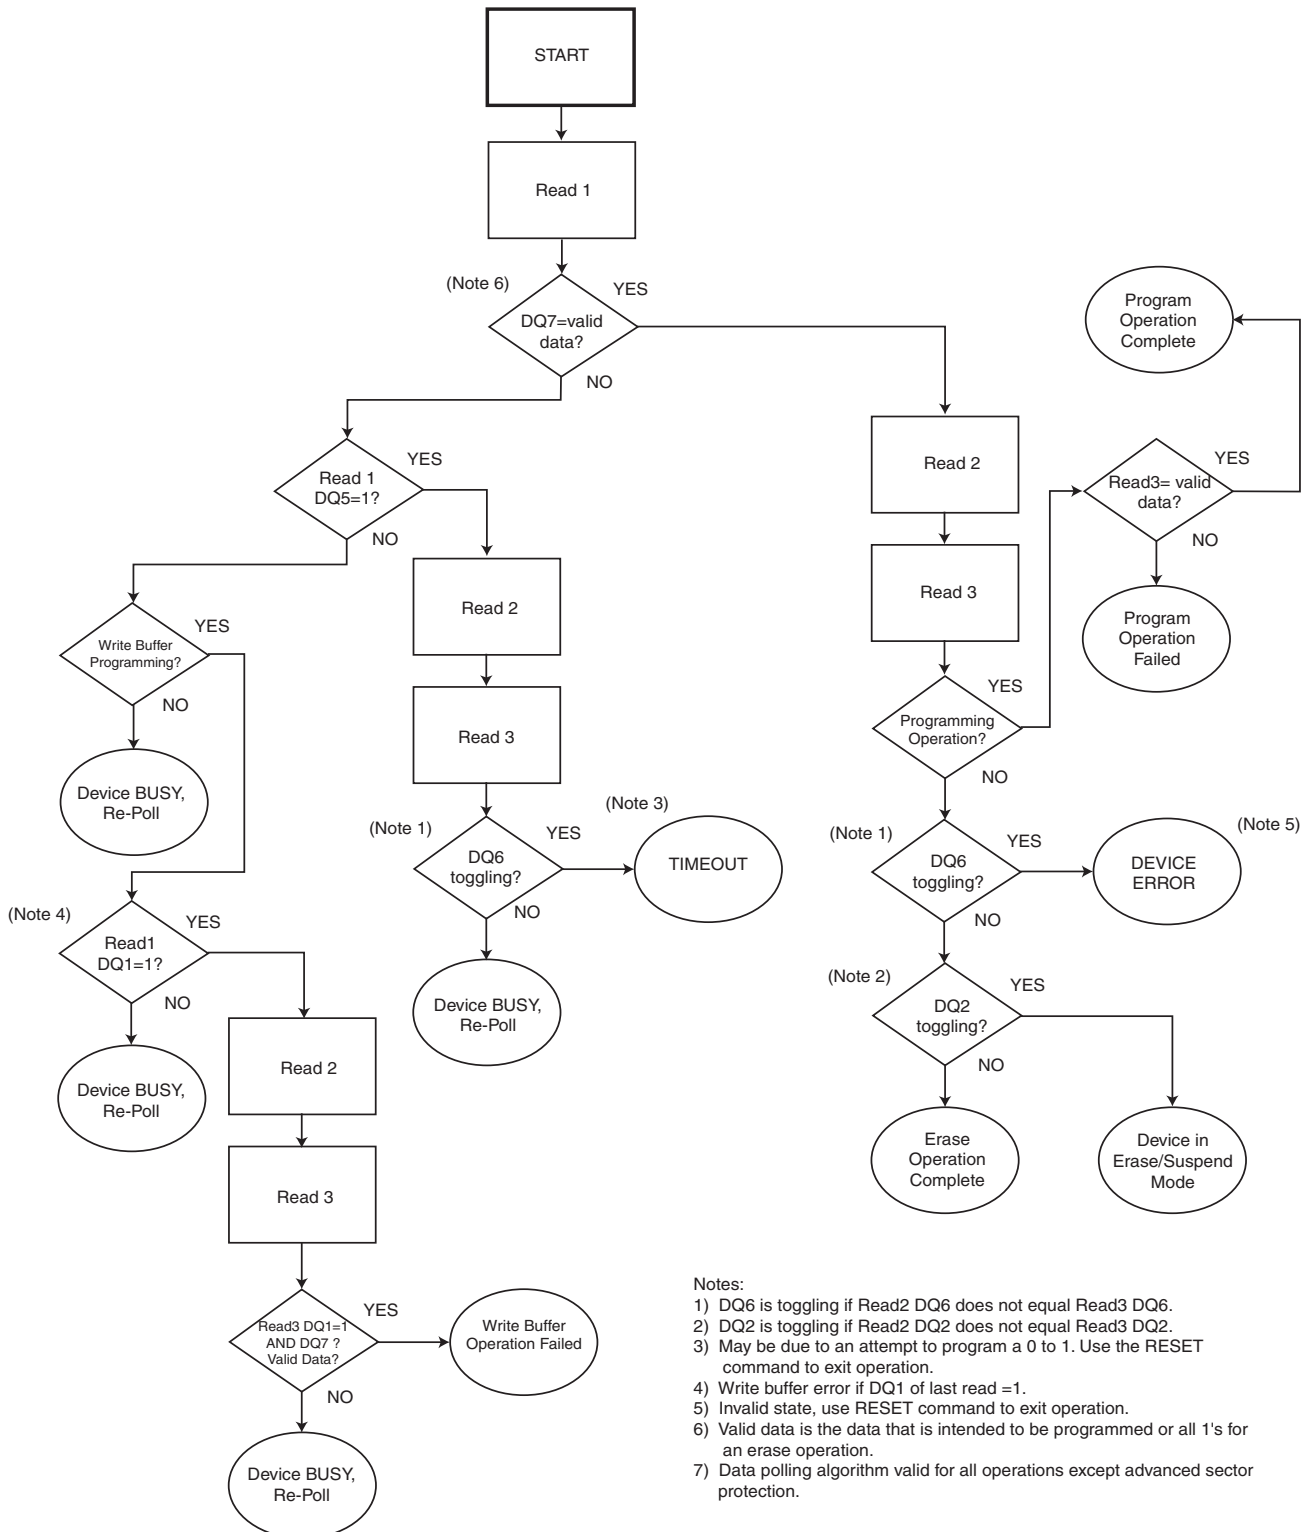 START
Read 1
(Note 6)
YES
DQ7=valid
data?
NO
Program
Operation
Complete
Read 1
DQ5=1?
YES
NO
Read 2
Read3= valid
data?
YES
NO
Read 3
Program
Operation
Failed
Write Buffer
Programming?
YES
NO
Read 2
Read 3
Programming
Operation?
YES
NO
Device BUSY,
Re-Poll
(Note 1)
DQ6
toggling?
YES
NO
(Note 3)
TIMEOUT
(Note 1)
DQ6
toggling?
YES
NO
DEVICE
ERROR
(Note 5)
(Note 4)
Read1
DQ1=1?
YES
NO
Device BUSY,
Re-Poll
(Note 2)
DQ2
toggling?
YES
NO
Device BUSY,
Re-Poll
Read 2
Read 3
Erase
Operation
Complete
Device in
Erase/Suspend
Mode
Read3 DQ1=1
AND DQ7 ?
Valid Data?
YES
NO
Write Buffer
Operation Failed
Device BUSY,
Re-Poll
Notes:
1) DQ6 is toggling if Read2 DQ6 does not equal Read3 DQ6.
2) DQ2 is toggling if Read2 DQ2 does not equal Read3 DQ2.
3) May be due to an attempt to program a 0 to 1. Use the RESET
command to exit operation.
4) Write buffer error if DQ1 of last read =1.
5) Invalid state, use RESET command to exit operation.
6) Valid data is the data that is intended to be programmed or all 1's for
an erase operation.
7) Data polling algorithm valid for all operations except advanced sector
protection.